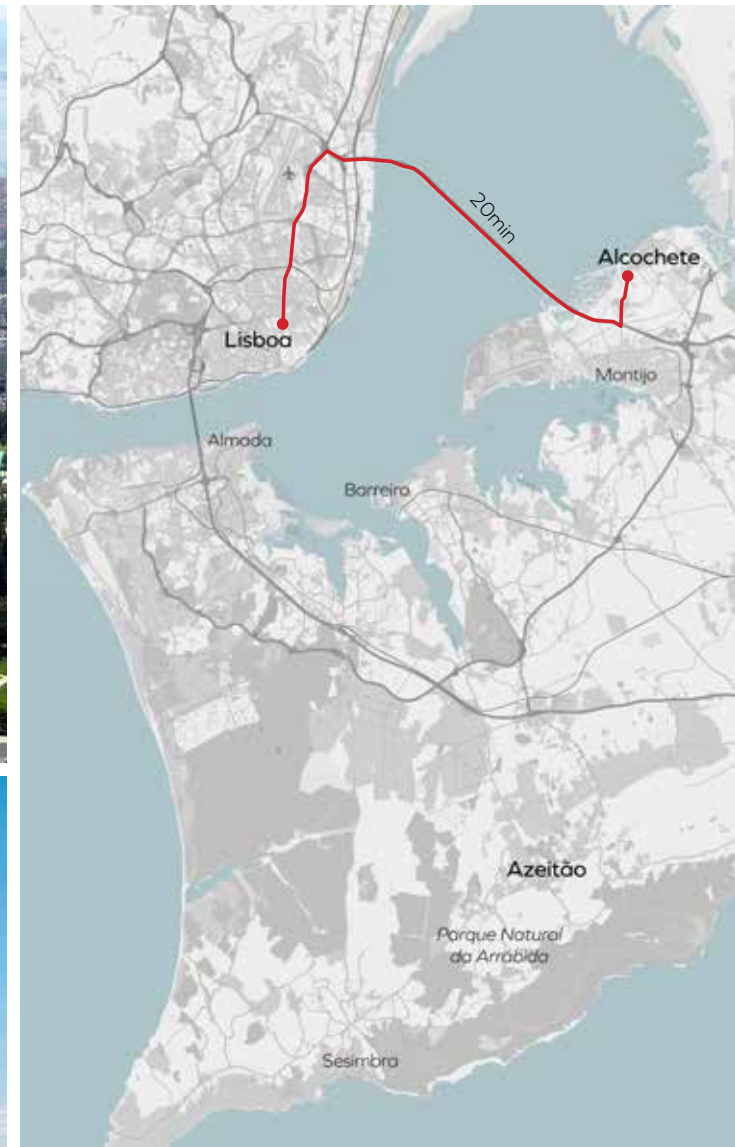 20min
Alcochete
Lisboa
Montijo
Almada
Barreiro
Azeitão
Parque Natural
da Arrábida
Sesimbra